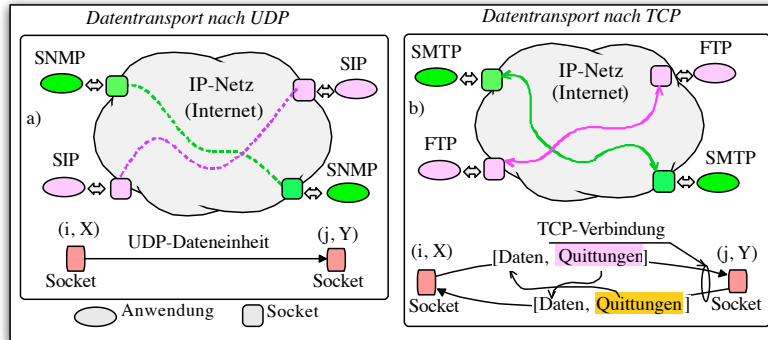 Datentransport nach UDP
SNMP
SIP
IP-Netz
(Internet)
a)
SIP
SNMP
(i, X)
UDP-Dateneinheit
(j, Y)
Socket
Socket
Anwendung
Socket
Datentransport nach TCP
SMTP
FTP
IP-Netz
(Internet)
b)
FTP
SMTP
TCP-Verbindung
(i, X)
[Daten, Quittungen]
(j, Y)
Socket
[Daten, Quittungen]
Socket